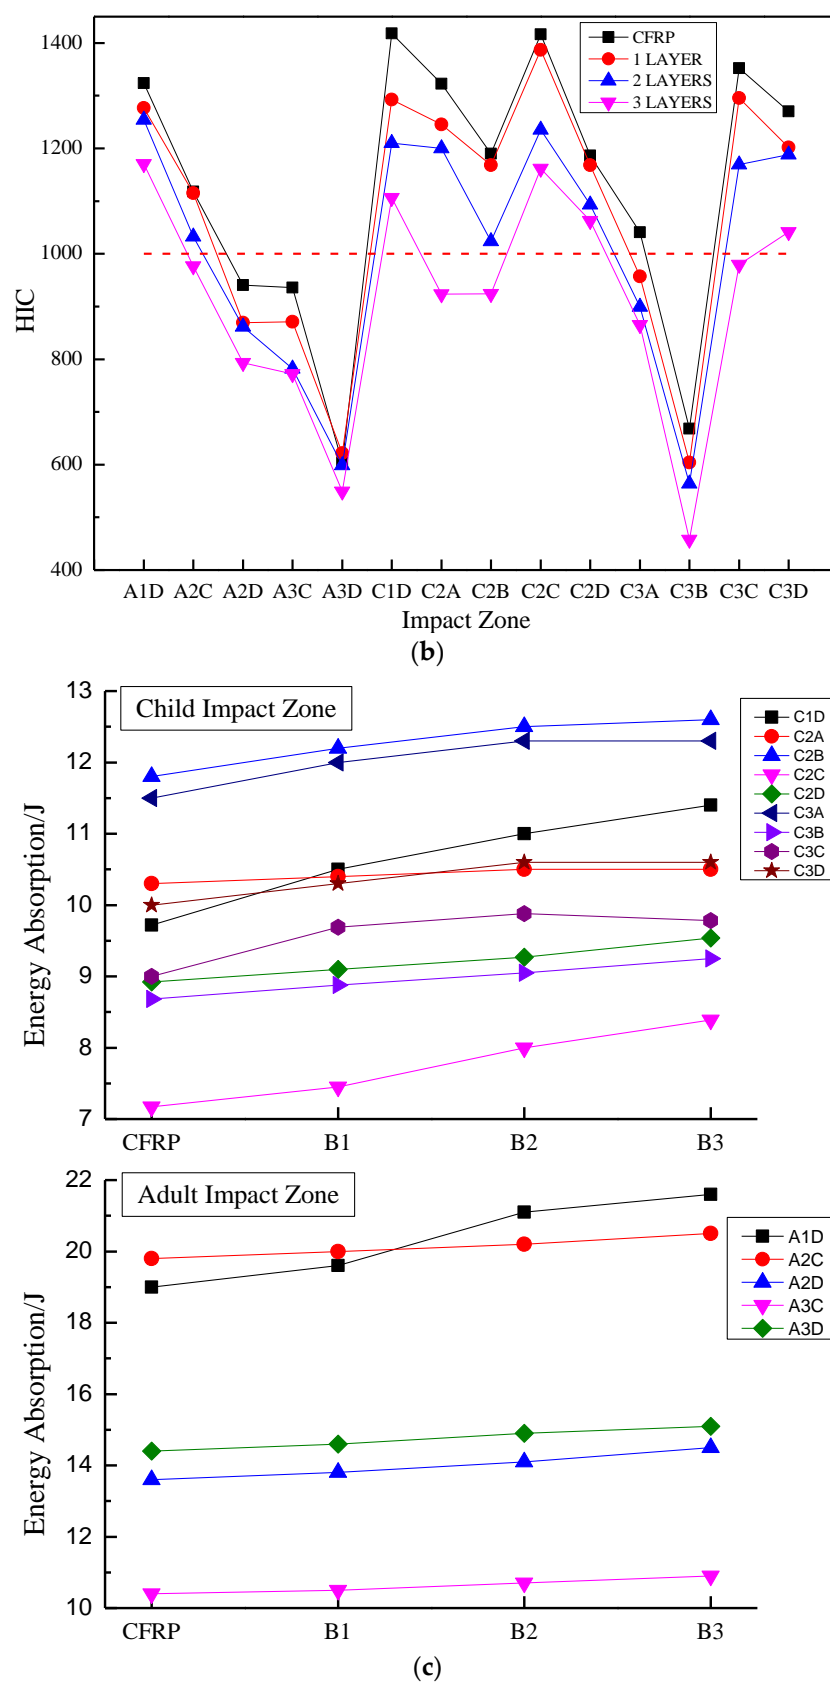 1400
1200
1000
800
600
400
HIC
CFRP
1 LAYER
2 LAYERS
3 LAYERS
A1D A2C A2D A3C A3D C1D C2A C2B C2C C2D C3A C3B C3C C3D
Impact Zone
(b)
Child Impact Zone
13
12
11
10
9
8
7
Energy Absorption/J
C1D
C2A
C2B
C2C
C2D
C3A
C3B
C3C
C3D
CFRP B1 B2 B3
Adult Impact Zone
22
20
18
16
14
12
10
Energy Absorption/J
A1D
A2C
A2D
A3C
A3D
CFRP B1 B2 B3
(c)